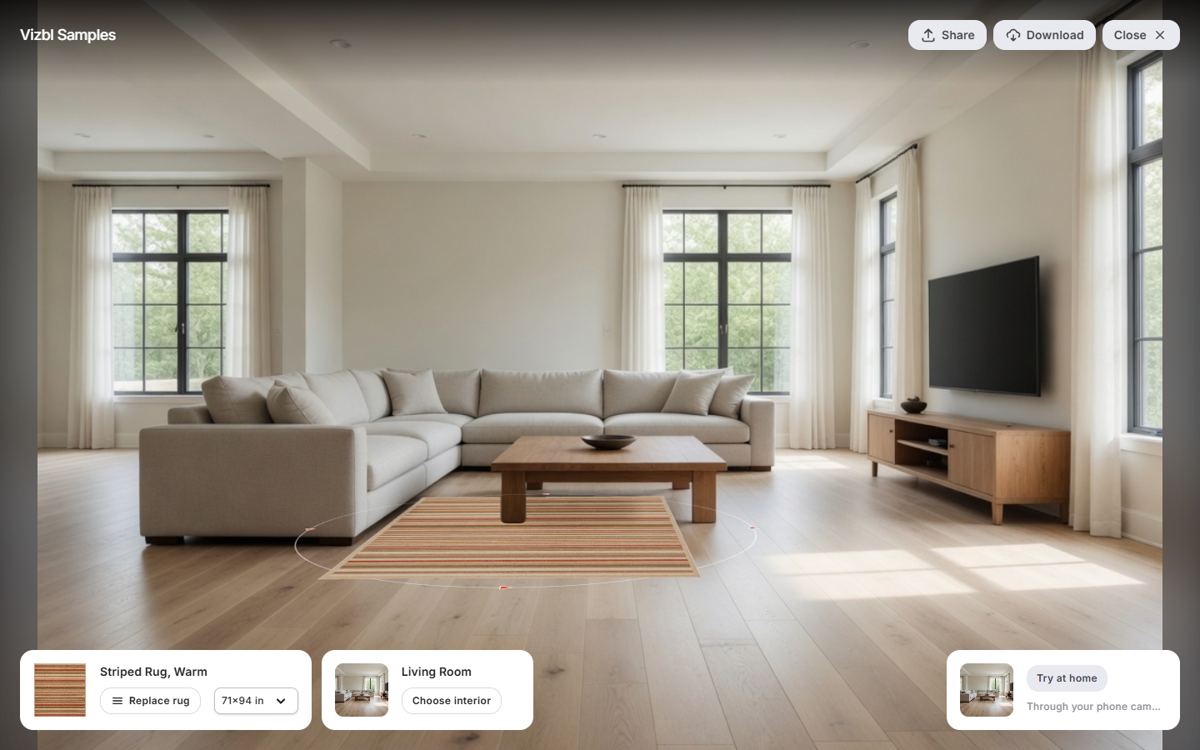 Vizbl Samples
Share
Download
Close
Striped Rug, Warm
Replace rug
71×94 in
Living Room
Choose interior
Try at home
Through your phone cam...